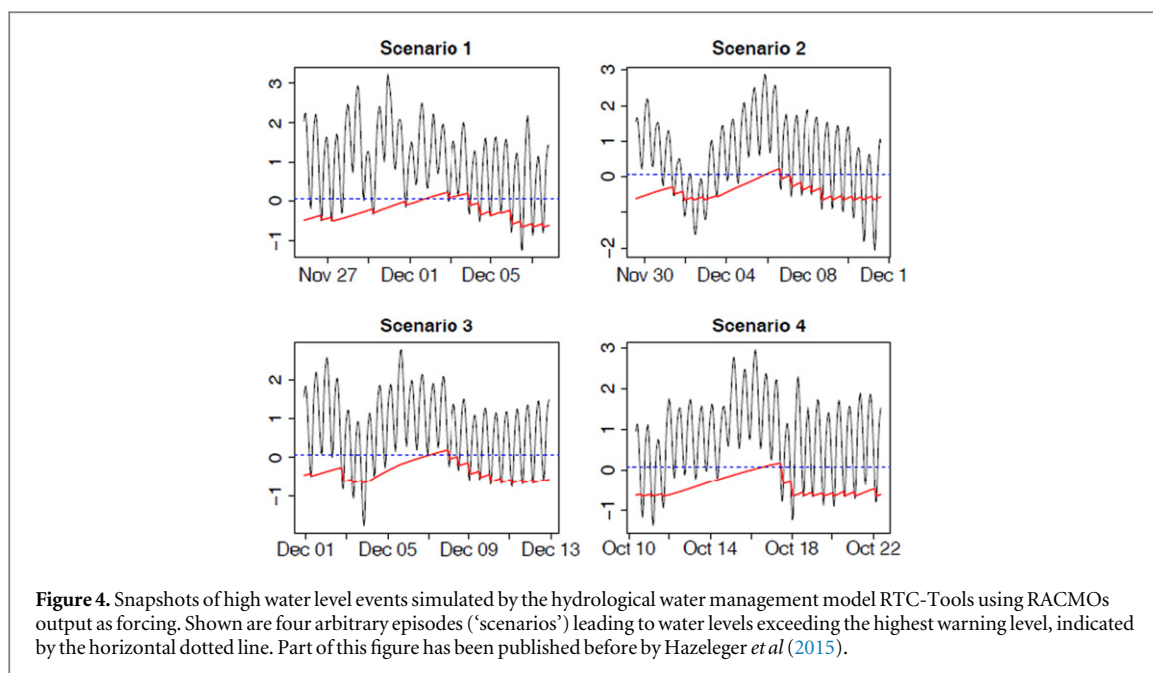 Scenario 1
3
2
1
0
−1
Nov 27 Dec 01 Dec 05
Scenario 2
3
2
1
0
−2
Nov 30 Dec 04 Dec 08 Dec 1
Scenario 3
2
1
0
−1
Dec 01 Dec 05 Dec 09 Dec 13
Scenario 4
3
2
1
0
−1
Oct 10 Oct 14 Oct 18 Oct 22
Figure 4. Snapshots of high water level events simulated by the hydrological water management model RTC-Tools using RACMOs
output as forcing. Shown are four arbitrary episodes (‘scenarios’) leading to water levels exceeding the highest warning level, indicated
by the horizontal dotted line. Part of this figure has been published before by Hazeleger et al (2015).